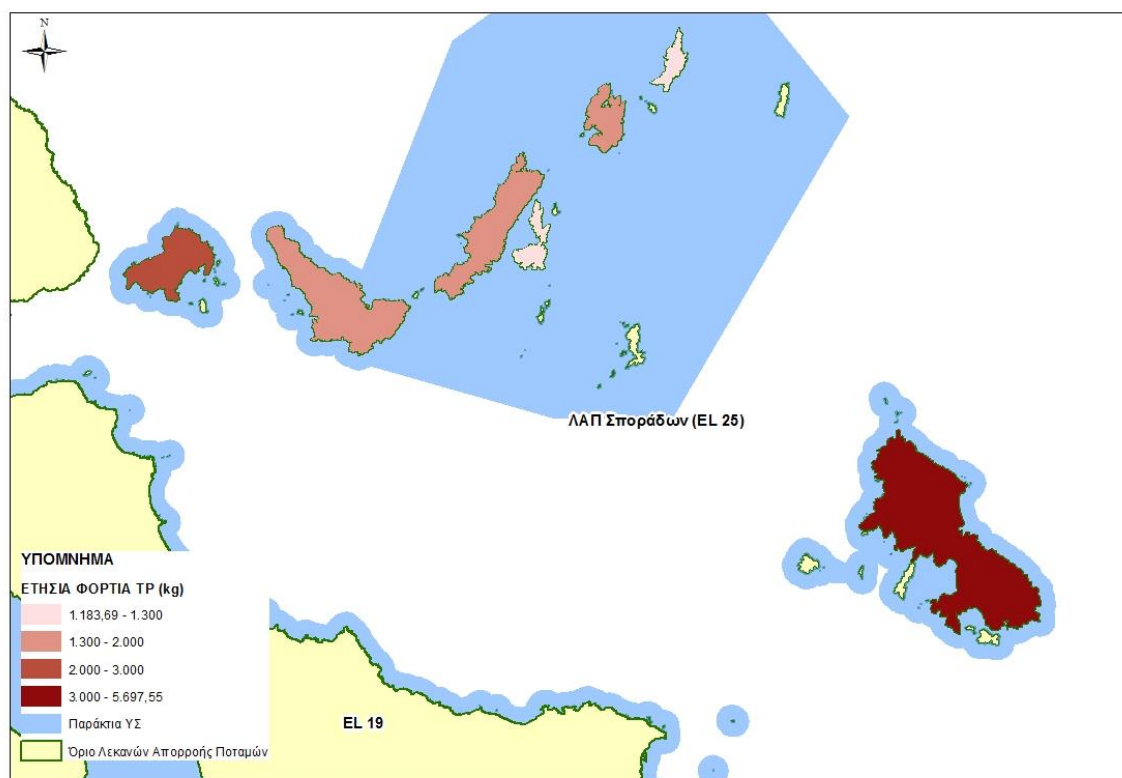 N
ΛΑΠ Σποράδων (EL 25)
ΥΠΟΜΝΗΜΑ
ΕΤΗΣΙΑ ΦΟΡΤΙΑ TP (kg)
1.183,69 - 1.300
1.300 - 2.000
2.000 - 3.000
3.000 - 5.697,55
Παράκτια ΥΣ
Όριο Λεκανών Απορροής Ποταμών
EL 19